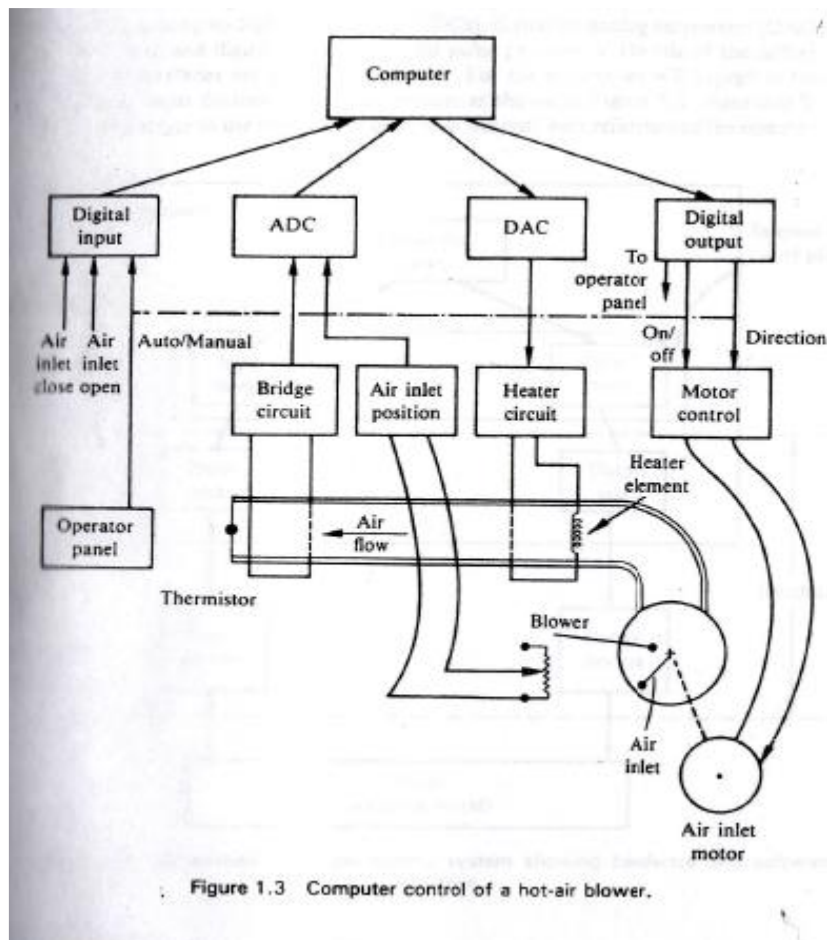 Computer
Digital
input
ADC
DAC
Digital
output
To
operator
panel
Air
inlet
close
Air
inlet
open
Auto/Manual
On/
off
Direction
Bridge
circuit
Air inlet
position
Heater
circuit
Motor
control
Heater
element
Operator
panel
Air
flow
Thermistor
Blower
Air
inlet
Air inlet
motor
Figure 1.3 Computer control of a hot-air blower.